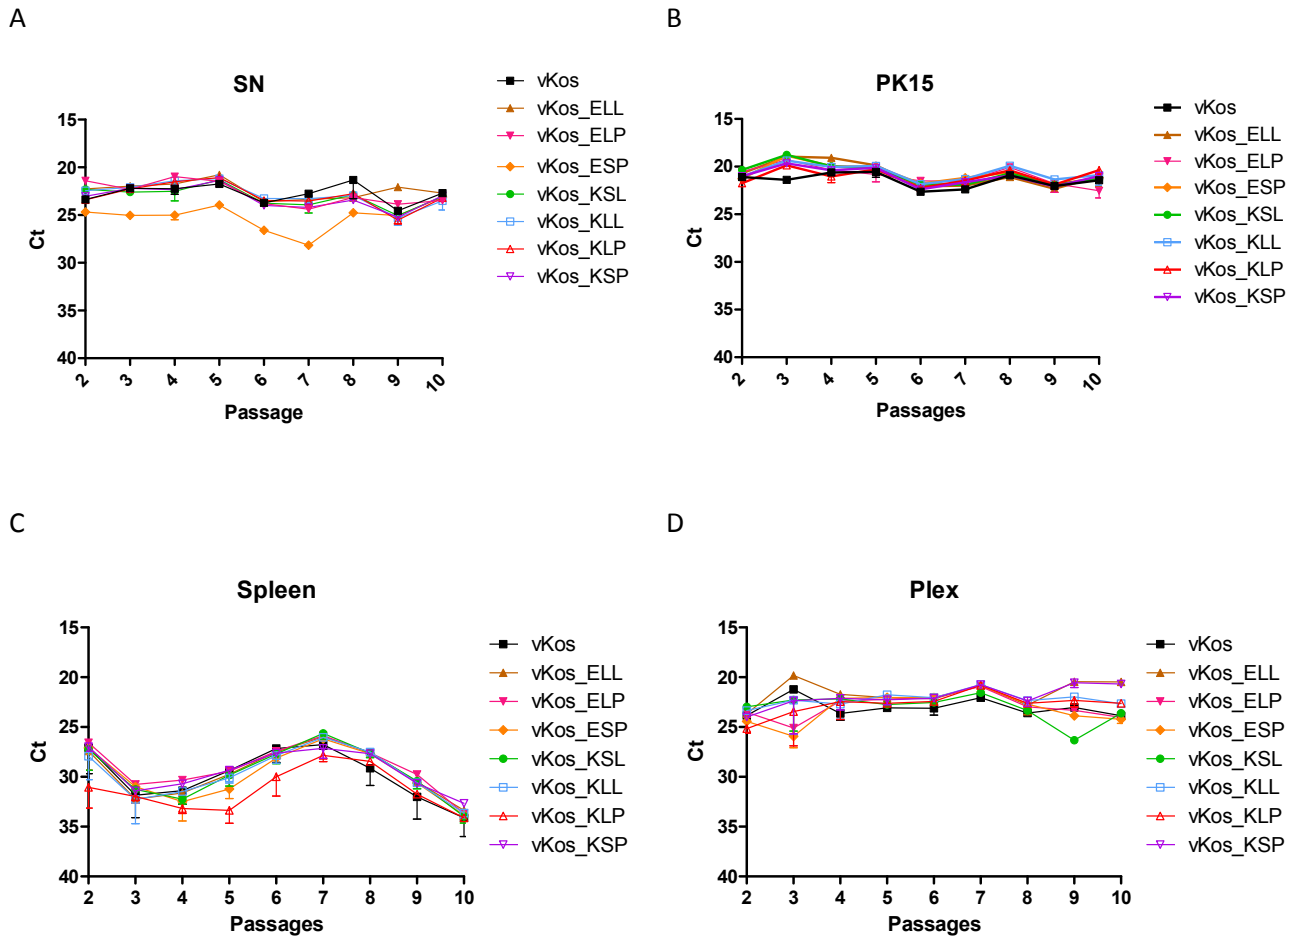 A
SN
15
20
25
30
35
40
Ct
2 3 4 5 6 7 8 9 10
Passage
vKos
vKos_ELL
vKos_ELP
vKos_ESP
vKos_KSL
vKos_KLL
vKos_KLP
vKos_KSP
B
PK15
15
20
25
30
35
40
Ct
2 3 4 5 6 7 8 9 10
Passages
vKos
vKos_ELL
vKos_ELP
vKos_ESP
vKos_KSL
vKos_KLL
vKos_KLP
vKos_KSP
C
Spleen
15
20
25
30
35
40
Ct
2 3 4 5 6 7 8 9 10
Passages
vKos
vKos_ELL
vKos_ELP
vKos_ESP
vKos_KSL
vKos_KLL
vKos_KLP
vKos_KSP
D
Plex
15
20
25
30
35
40
Ct
2 3 4 5 6 7 8 9 10
Passages
vKos
vKos_ELL
vKos_ELP
vKos_ESP
vKos_KSL
vKos_KLL
vKos_KLP
vKos_KSP